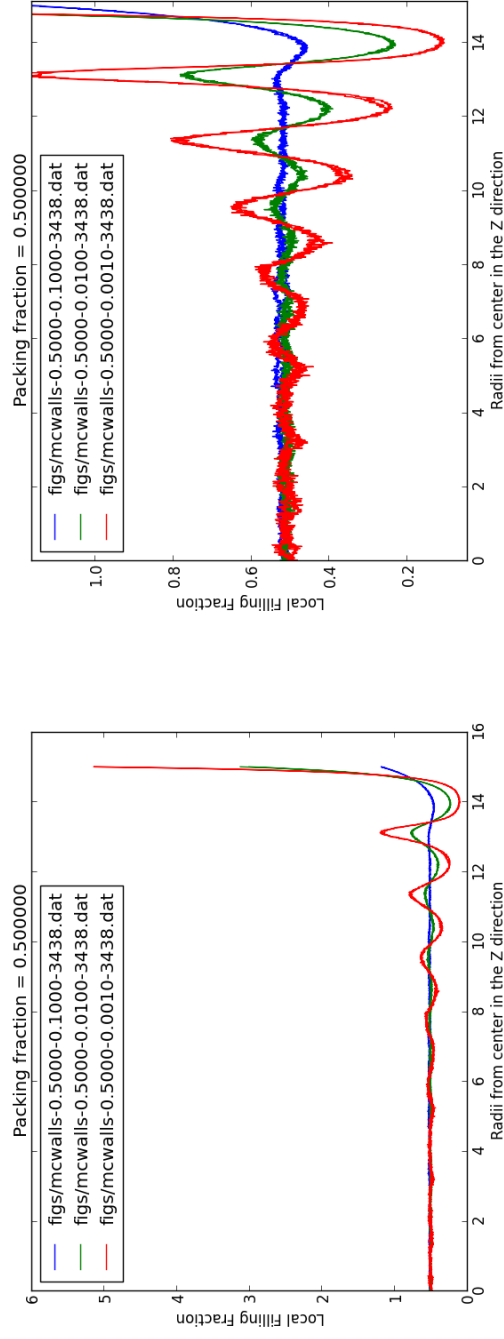 Packing fraction = 0.500000
figs/mcwalls-0.5000-0.1000-3438.dat
figs/mcwalls-0.5000-0.0100-3438.dat
figs/mcwalls-0.5000-0.0010-3438.dat
Local Filling Fraction
6
5
4
3
2
1
0
0 2 4 6 8 10 12 14 16
Radii from center in the Z direction
Packing fraction = 0.500000
figs/mcwalls-0.5000-0.1000-3438.dat
figs/mcwalls-0.5000-0.0100-3438.dat
figs/mcwalls-0.5000-0.0010-3438.dat
Local Filling Fraction
1.0
0.8
0.6
0.4
0.2
0 2 4 6 8 10 12 14
Radii from center in the Z direction